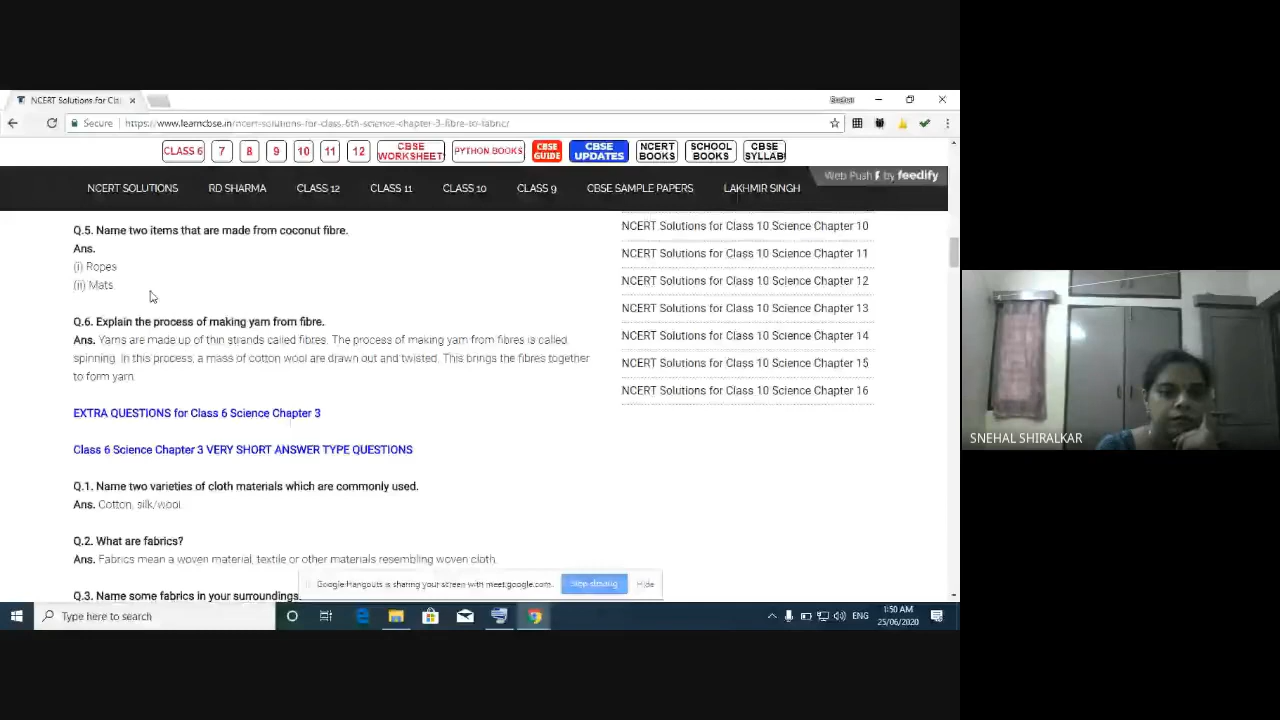 NCERT Solutions for Cla
Secure https://www.learncbse.in/ncert-solutions-for-class-6th-science-chapter-3-fibre-to-fabric/
CLASS 6 7 8 9 10 11 12 CBSE WORKSHEET PYTHON BOOKS CBSE GUIDE CBSE UPDATES NCERT BOOKS SCHOOL BOOKS CBSE SYLLAB
Web Push by feedify
NCERT SOLUTIONS RD SHARMA CLASS 12 CLASS 11 CLASS 10 CLASS 9 CBSE SAMPLE PAPERS LAKHMIR SINGH
Q.5. Name two items that are made from coconut fibre.
Ans.
(i) Ropes
(ii) Mats
Q.6. Explain the process of making yarn from fibre.
Ans. Yarns are made up of thin strands called fibres. The process of making yarn from fibres is called
spinning. In this process, a mass of cotton wool are drawn out and twisted. This brings the fibres together
to form yarn.
EXTRA QUESTIONS for Class 6 Science Chapter 3
Class 6 Science Chapter 3 VERY SHORT ANSWER TYPE QUESTIONS
Q.1. Name two varieties of cloth materials which are commonly used.
Ans. Cotton, silk/wool
Q.2. What are fabrics?
Ans. Fabrics mean a woven material, textile or other materials resembling woven cloth.
Q.3. Name some fabrics in your surroundings.
NCERT Solutions for Class 10 Science Chapter 10
NCERT Solutions for Class 10 Science Chapter 11
NCERT Solutions for Class 10 Science Chapter 12
NCERT Solutions for Class 10 Science Chapter 13
NCERT Solutions for Class 10 Science Chapter 14
NCERT Solutions for Class 10 Science Chapter 15
NCERT Solutions for Class 10 Science Chapter 16
Google Hangouts is sharing your screen with meet.google.com. Stop sharing Hide
Type here to search
ENG
1:50 AM
25/06/2020
SNEHAL SHIRALKAR